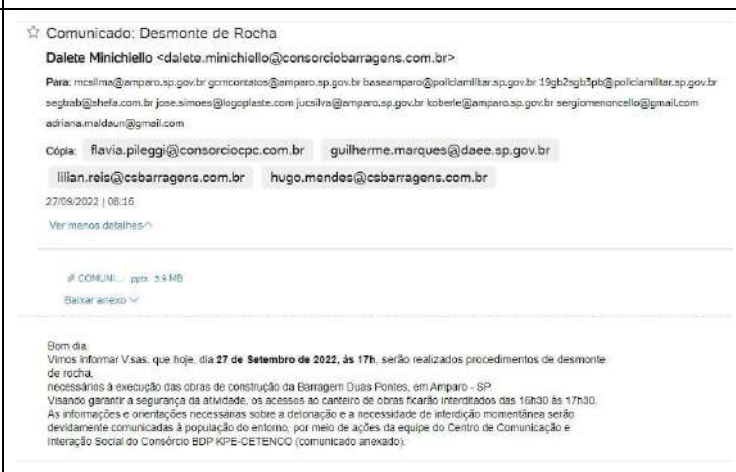 Comunicado: Desmonte de Rocha
Dalete Minichiello <dalete.minichiello@consorciobarragens.com.br>
Para: mcslima@amparo.sp.gov.br gcmcontatos@amparo.sp.gov.br baseamparo@policiamilitar.sp.gov.br 19gb2sgb3pb@policiamilitar.sp.gov.br
segtrab@shefa.com.br jose.simoes@logoplaste.com jucsilva@amparo.sp.gov.br koberle@amparo.sp.gov.br sergiomenoncello@gmail.com
adriana.maldaun@gmail.com
Cópia: flavia.pileggi@consorciocpc.com.br guilherme.marques@daee.sp.gov.br
lilian.reis@csbarragens.com.br hugo.mendes@csbarragens.com.br
27/09/2022 | 08:16
Ver menos detalhes
COMUNI... pptx 3.9 MB
Baixar anexo
Bom dia,
Vimos informar V.sas, que hoje, dia 27 de Setembro de 2022, às 17h, serão realizados procedimentos de desmonte
de rocha,
necessários à execução das obras de construção da Barragem Duas Pontes, em Amparo - SP.
Visando garantir a segurança da atividade, os acessos ao canteiro de obras ficarão interditados das 16h30 às 17h30.
As informações e orientações necessárias sobre a detonação e a necessidade de interdição momentânea serão
devidamente comunicadas à população do entorno, por meio de ações da equipe do Centro de Comunicação e
Interação Social do Consórcio BDP KPE-CETENCO (comunicado anexado).